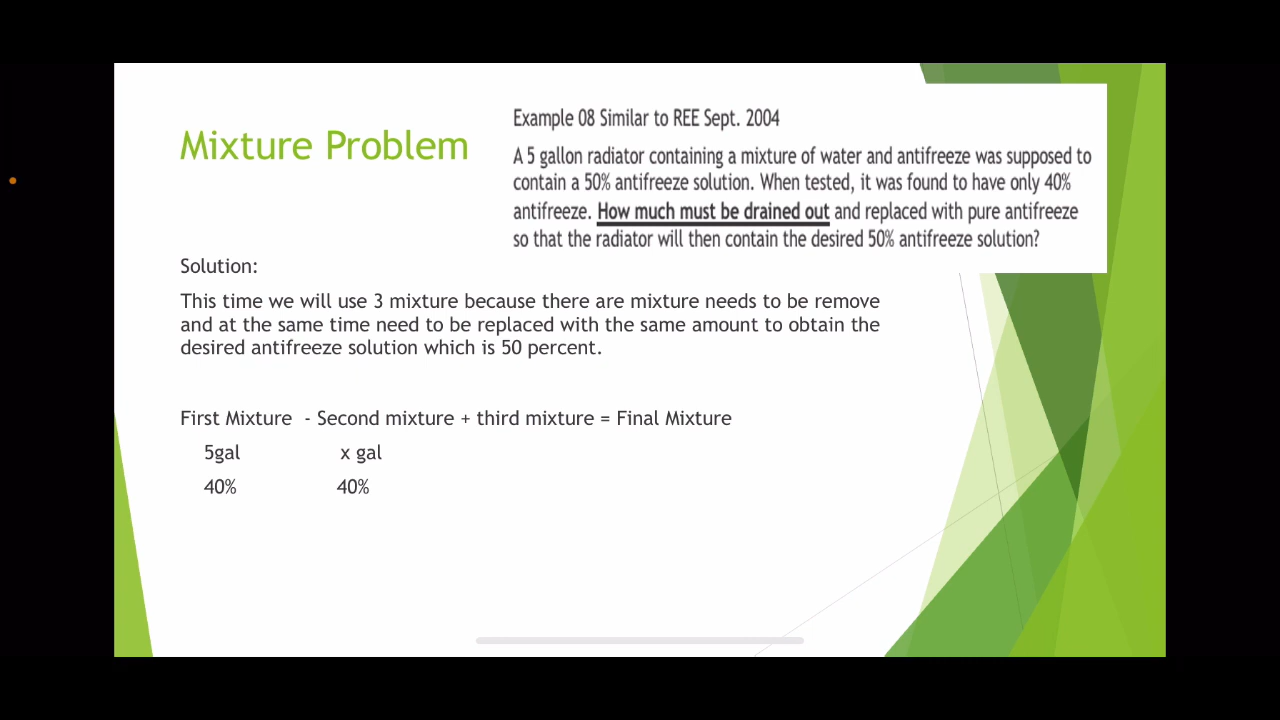 Mixture Problem
Example 08 Similar to REE Sept. 2004
A 5 gallon radiator containing a mixture of water and antifreeze was supposed to
contain a 50% antifreeze solution. When tested, it was found to have only 40%
antifreeze. How much must be drained out and replaced with pure antifreeze
so that the radiator will then contain the desired 50% antifreeze solution?
Solution:
This time we will use 3 mixture because there are mixture needs to be remove
and at the same time need to be replaced with the same amount to obtain the
desired antifreeze solution which is 50 percent.
First Mixture - Second mixture + third mixture = Final Mixture
5gal x gal
40% 40%